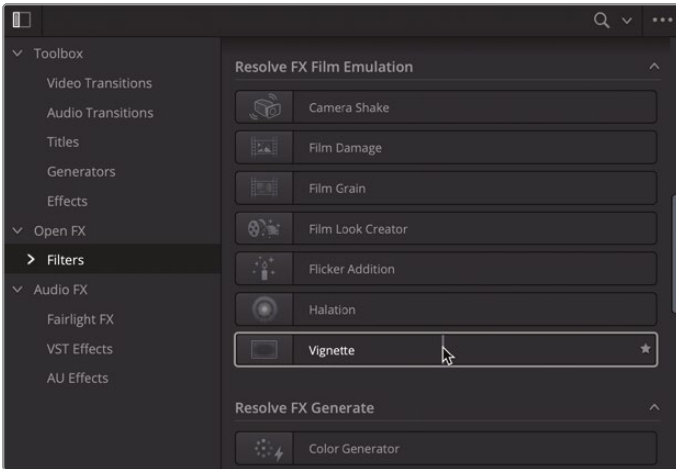 Toolbox
Video Transitions
Audio Transitions
Titles
Generators
Effects
Open FX
Filters
Audio FX
Fairlight FX
VST Effects
AU Effects
Resolve FX Film Emulation
Camera Shake
Film Damage
Film Grain
Film Look Creator
Flicker Addition
Halation
Vignette
Resolve FX Generate
Color Generator